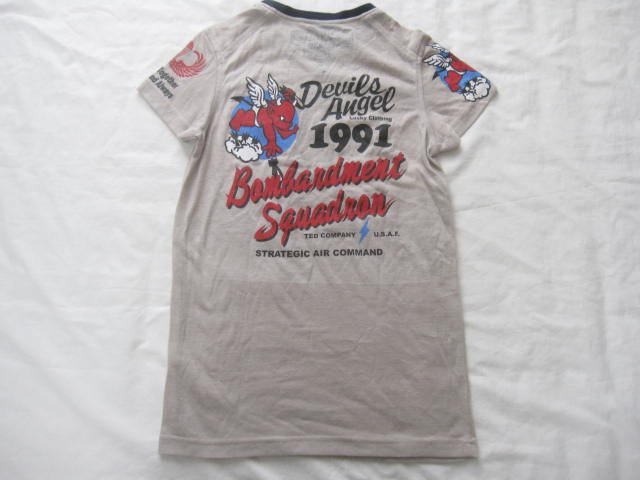 Devils
Angel
Lucky Clothing
1991
Bombardment
Squadron
TED COMPANY U.S.A.F.
STRATEGIC AIR COMMAND